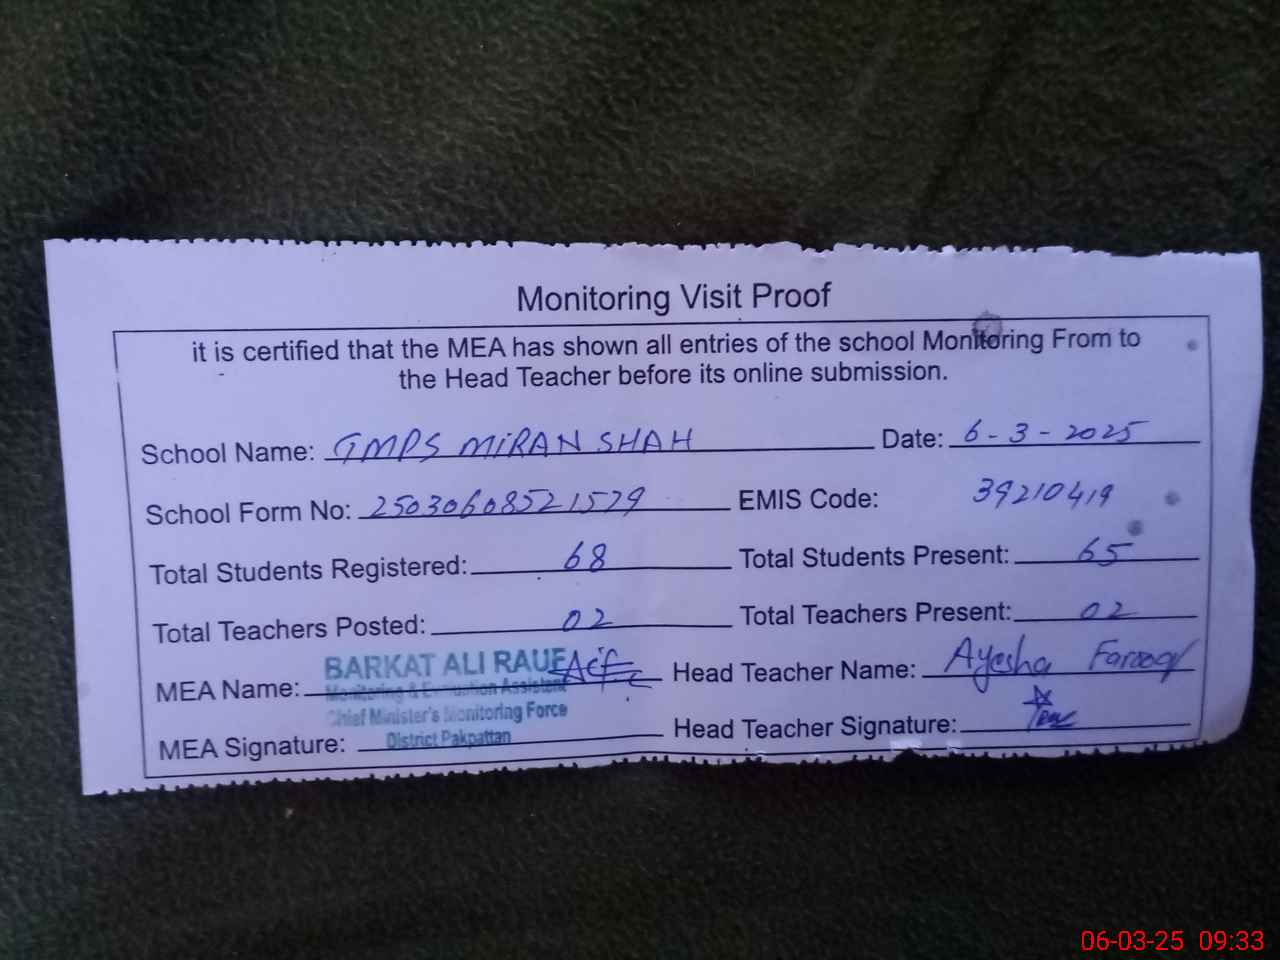 Monitoring Visit Proof
it is certified that the MEA has shown all entries of the school Monitoring From to
the Head Teacher before its online submission.
School Name: GMPS MIRAN SHAH Date: 6-3-2025
School Form No: 25030608521579 EMIS Code: 39210419
Total Students Registered: 68 Total Students Present: 65
Total Teachers Posted: 02 Total Teachers Present: 02
MEA Name: BARKAT ALI RAUF Head Teacher Name: Ayesha Farooq
Monitoring & Evaluation Assistant
Chief Minister's Monitoring Force
MEA Signature: District Pakpattan Head Teacher Signature:
06-03-25 09:33